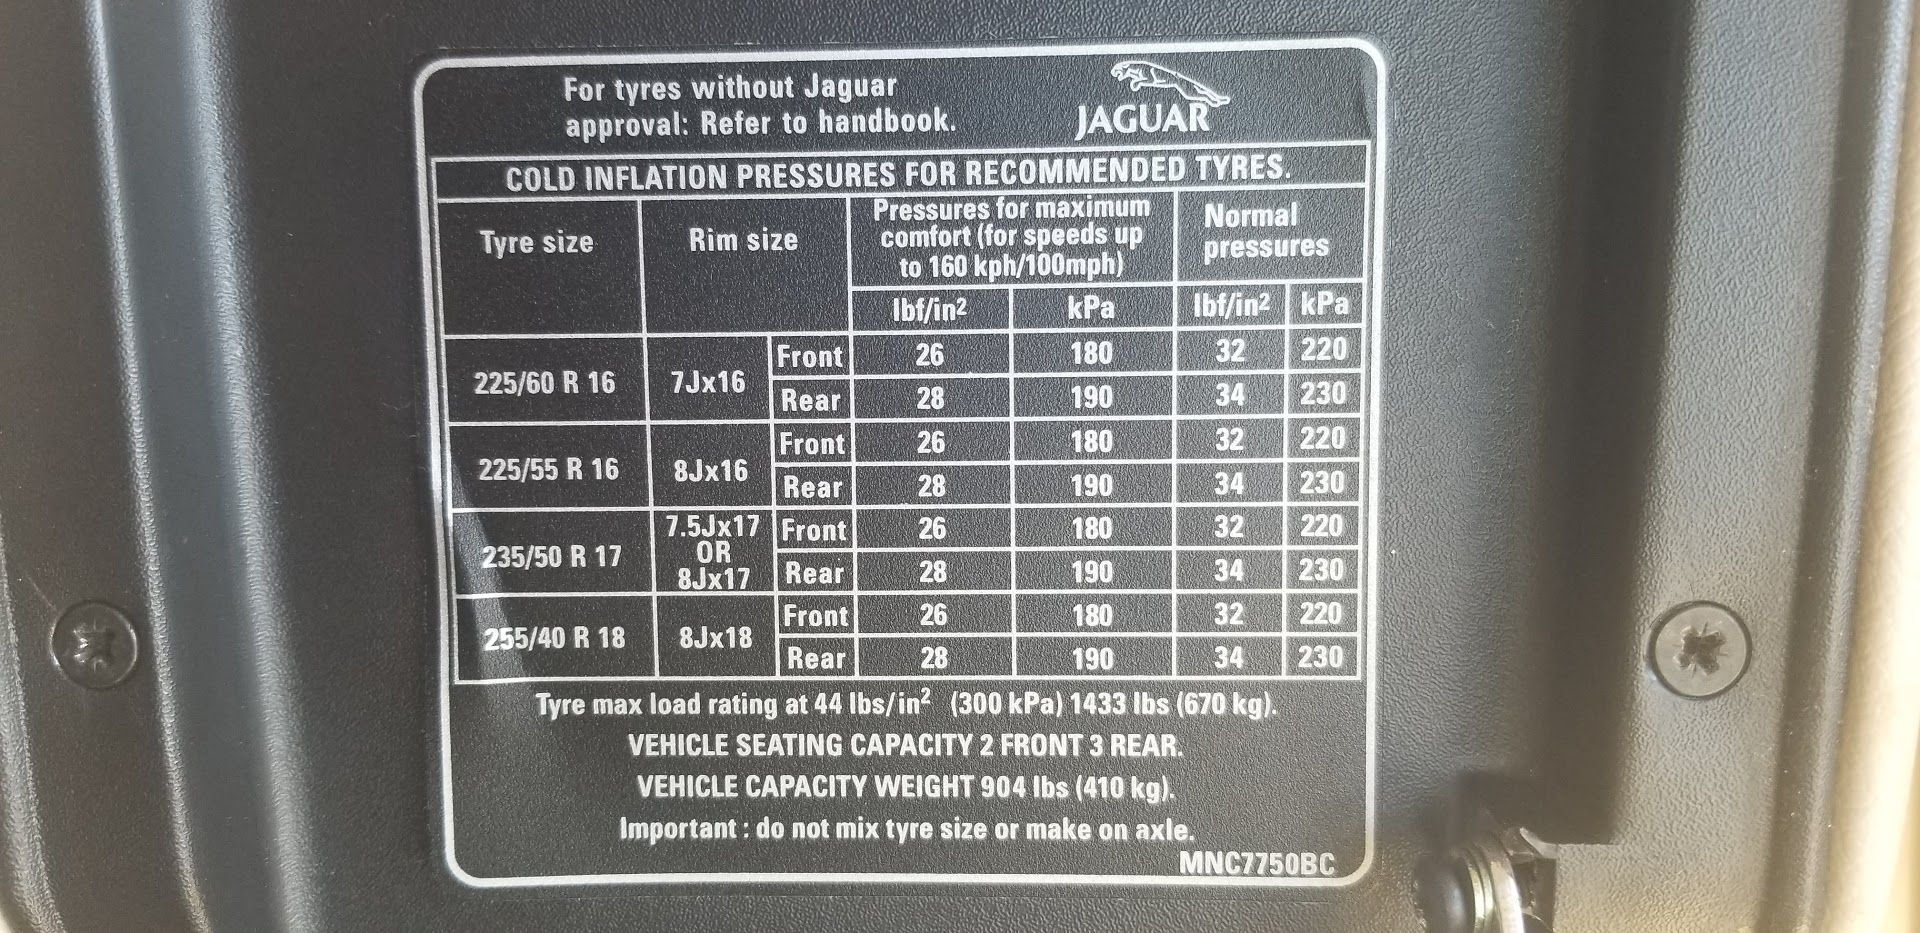 For tyres without Jaguar
approval: Refer to handbook.
JAGUAR
COLD INFLATION PRESSURES FOR RECOMMENDED TYRES.
Tyre size
Rim size
Pressures for maximum
comfort (for speeds up
to 160 kph/100mph)
Normal
pressures
lbf/in² kPa lbf/in² kPa
225/60 R 16
7Jx16
Front 26 180 32 220
Rear 28 190 34 230
225/55 R 16
8Jx16
Front 26 180 32 220
Rear 28 190 34 230
235/50 R 17
7.5Jx17
OR
8Jx17
Front 26 180 32 220
Rear 28 190 34 230
255/40 R 18
8Jx18
Front 26 180 32 220
Rear 28 190 34 230
Tyre max load rating at 44 lbs/in² (300 kPa) 1433 lbs (670 kg).
VEHICLE SEATING CAPACITY 2 FRONT 3 REAR.
VEHICLE CAPACITY WEIGHT 904 lbs (410 kg).
Important : do not mix tyre size or make on axle.
MNC7750BC